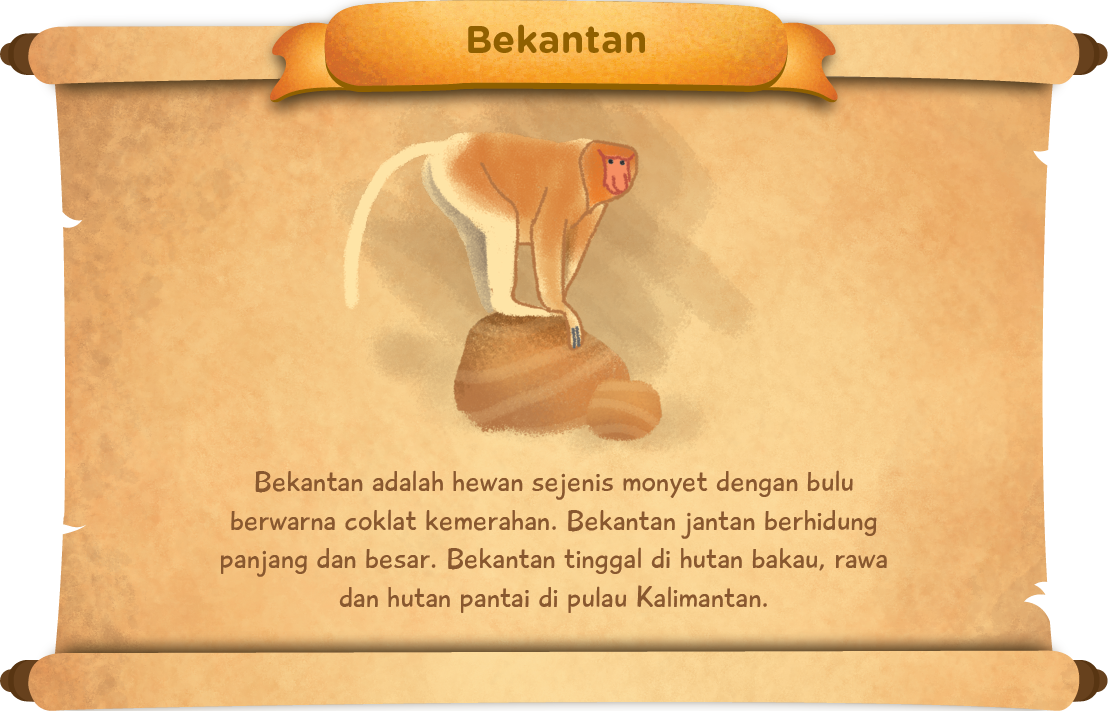 Bekantan
Bekantan adalah hewan sejenis monyet dengan bulu
berwarna coklat kemerahan. Bekantan jantan berhidung
panjang dan besar. Bekantan tinggal di hutan bakau, rawa
dan hutan pantai di pulau Kalimantan.